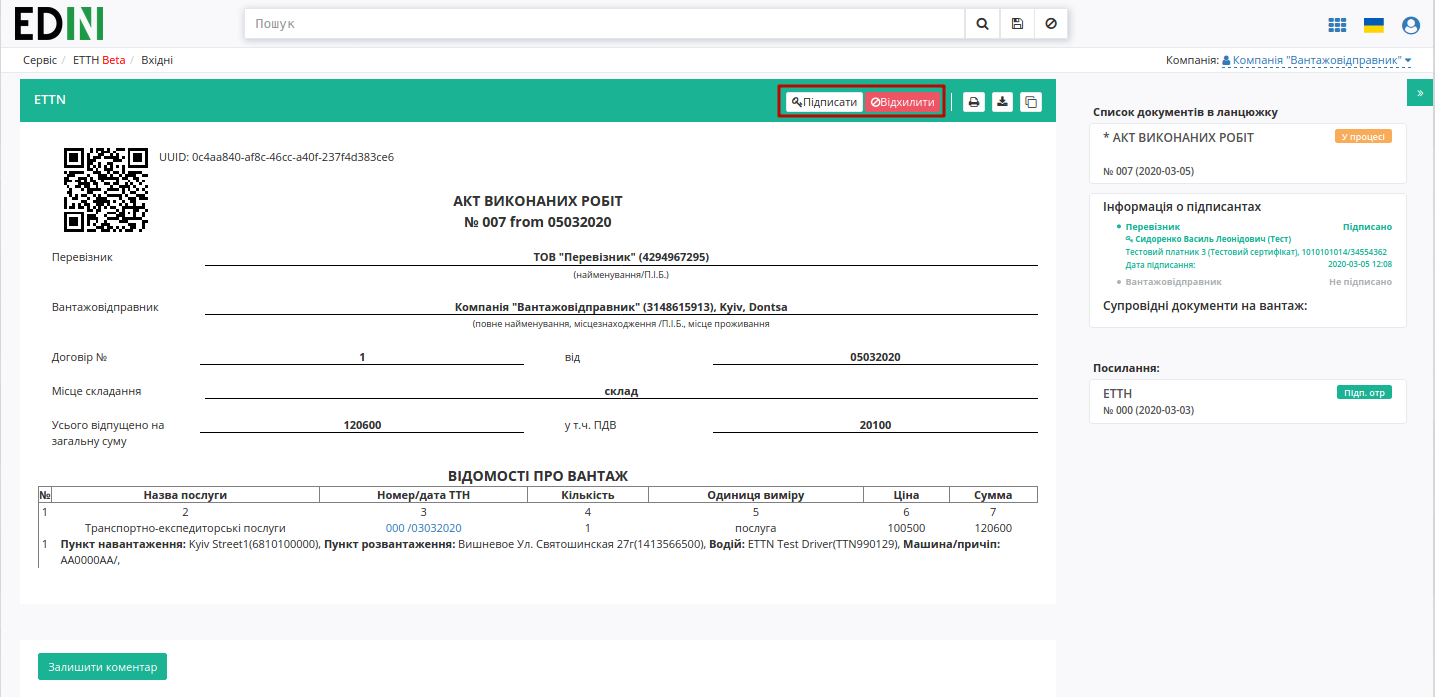 EDIN
Пошук
Сервіс / ЕТТН Beta / Вхідні
Компанія: Компанія "Вантажовідправник"
ETTN
Підписати
Відхилити
»
UUID: 0c4aa840-af8c-46cc-a40f-237f4d383ce6
АКТ ВИКОНАНИХ РОБІТ
№ 007 from 05032020
Перевізник
ТОВ "Перевізник" (4294967295)
(найменування/П.І.Б.)
Вантажовідправник
Компанія "Вантажовідправник" (3148615913), Kyiv, Dontsa
(повне найменування, місцезнаходження /П.І.Б., місце проживання
Договір № 1 від 05032020
Місце складання склад
Усього відпущено на 120600 у т.ч. ПДВ 20100
загальну суму
ВІДОМОСТІ ПРО ВАНТАЖ
№ Назва послуги Номер/дата ТТН Кількість Одиниця виміру Ціна Сумма
1 2 3 4 5 6 7
Транспортно-експедиторські послуги 000 /03032020 1 послуга 100500 120600
1 Пункт навантаження: Kyiv Street1(6810100000), Пункт розвантаження: Вишневое Ул. Святошинская 27г(1413566500), Водій: ETTN Test Driver(TTN990129), Машина/причіп:
AA0000AA/,
Залишити коментар
Список документів в ланцюжку
* АКТ ВИКОНАНИХ РОБІТ
У процесі
№ 007 (2020-03-05)
Інформація о підписантах
Перевізник Підписано
Сидоренко Василь Леонідович (Тест)
Тестовий платник 3 (Тестовий сертифікат), 1010101014/34554362
Дата підписання: 2020-03-05 12:08
Вантажовідправник Не підписано
Супровідні документи на вантаж:
Посилання:
ЕТТН
Підп. отр
№ 000 (2020-03-03)